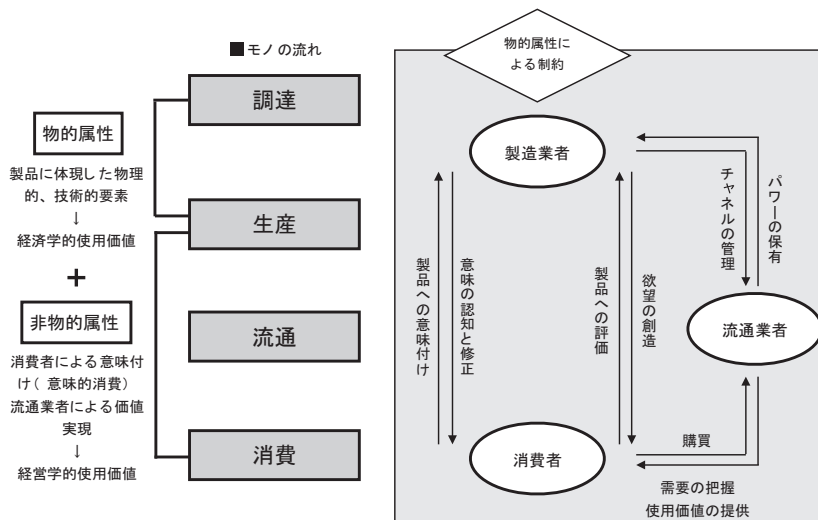 ■モノの流れ
物的属性
製品に体現した物理
的、技術的要素
↓
経済学的使用価値
+
非物的属性
消費者による意味付
け(意味的消費)
流通業者による価値
実現
↓
経営学的使用価値
調達
生産
流通
消費
物的属性に
よる制約
製造業者
製品への意味付け
意味の認知と修正
製品への評価
欲望の創造
チャネルの管理
パワーの保有
流通業者
消費者
購買
需要の把握
使用価値の提供